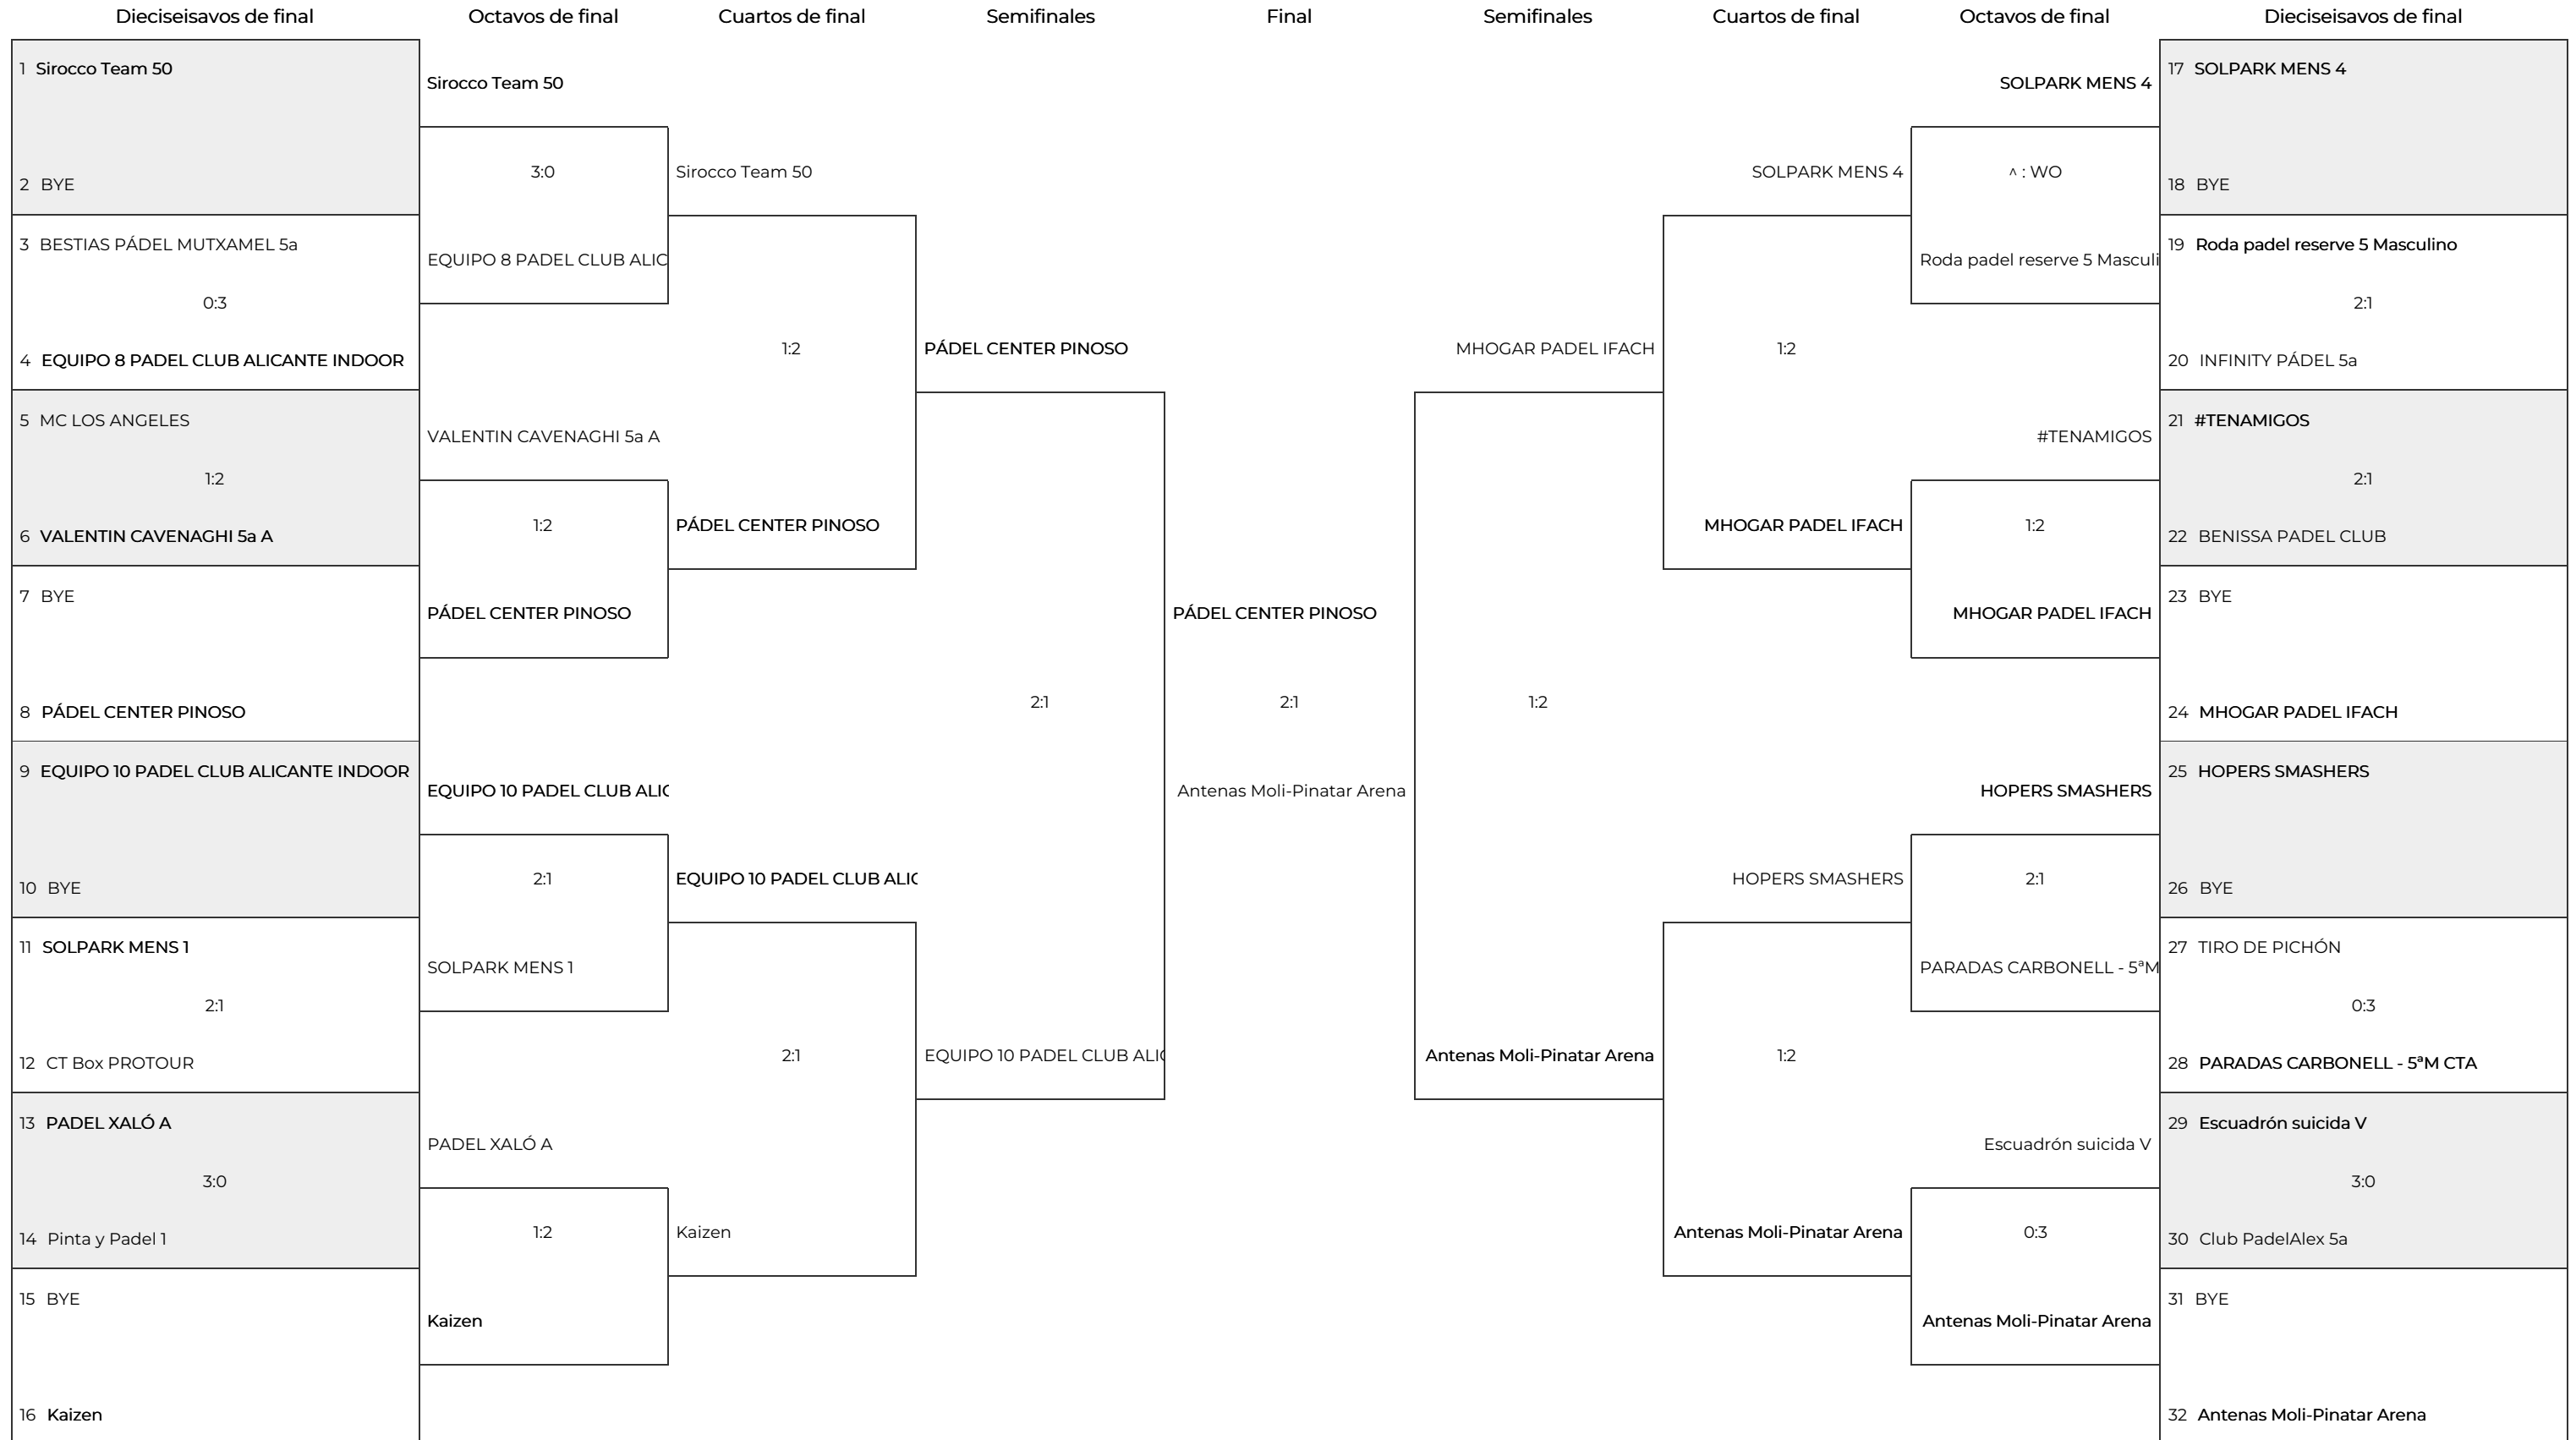 Dieciseisavos de final
Octavos de final
Cuartos de final
Semifinales
Final
Semifinales
Cuartos de final
Octavos de final
Dieciseisavos de final
1 Sirocco Team 50
2 BYE
3 BESTIAS PÁDEL MUTXAMEL 5a
0:3
4 EQUIPO 8 PADEL CLUB ALICANTE INDOOR
5 MC LOS ANGELES
1:2
6 VALENTIN CAVENAGHI 5a A
7 BYE
8 PÁDEL CENTER PINOSO
9 EQUIPO 10 PADEL CLUB ALICANTE INDOOR
10 BYE
11 SOLPARK MENS 1
2:1
12 CT Box PROTOUR
13 PADEL XALÓ A
3:0
14 Pinta y Padel 1
15 BYE
16 Kaizen
Sirocco Team 50
3:0
EQUIPO 8 PADEL CLUB ALIC
VALENTIN CAVENAGHI 5a A
1:2
PÁDEL CENTER PINOSO
EQUIPO 10 PADEL CLUB ALIC
2:1
SOLPARK MENS 1
PADEL XALÓ A
1:2
Kaizen
Sirocco Team 50
1:2
PÁDEL CENTER PINOSO
EQUIPO 10 PADEL CLUB ALIC
2:1
Kaizen
PÁDEL CENTER PINOSO
2:1
EQUIPO 10 PADEL CLUB ALIC
PÁDEL CENTER PINOSO
2:1
Antenas Moli-Pinatar Arena
MHOGAR PADEL IFACH
1:2
Antenas Moli-Pinatar Arena
SOLPARK MENS 4
1:2
MHOGAR PADEL IFACH
HOPERS SMASHERS
1:2
Antenas Moli-Pinatar Arena
SOLPARK MENS 4
^ : WO
Roda padel reserve 5 Masculi
#TENAMIGOS
1:2
MHOGAR PADEL IFACH
HOPERS SMASHERS
2:1
PARADAS CARBONELL - 5ªM
Escuadrón suicida V
0:3
Antenas Moli-Pinatar Arena
17 SOLPARK MENS 4
18 BYE
19 Roda padel reserve 5 Masculino
2:1
20 INFINITY PÁDEL 5a
21 #TENAMIGOS
2:1
22 BENISSA PADEL CLUB
23 BYE
24 MHOGAR PADEL IFACH
25 HOPERS SMASHERS
26 BYE
27 TIRO DE PICHÓN
0:3
28 PARADAS CARBONELL - 5ªM CTA
29 Escuadrón suicida V
3:0
30 Club PadelAlex 5a
31 BYE
32 Antenas Moli-Pinatar Arena